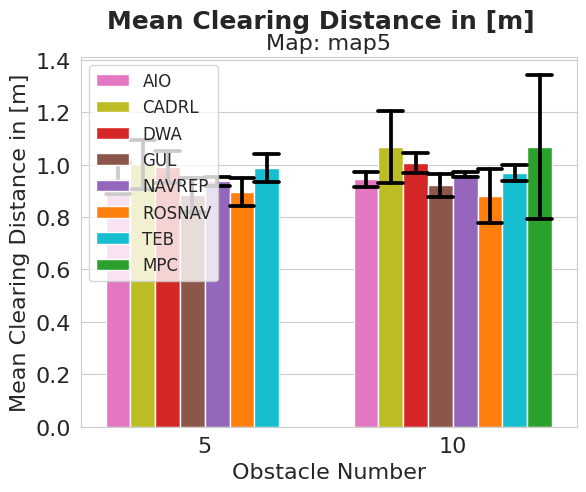 Mean Clearing Distance in [m]
Map: map5
Mean Clearing Distance in [m]
1.4
1.2
1.0
0.8
0.6
0.4
0.2
0.0
AIO
CADRL
DWA
GUL
NAVREP
ROSNAV
TEB
MPC
5
10
Obstacle Number